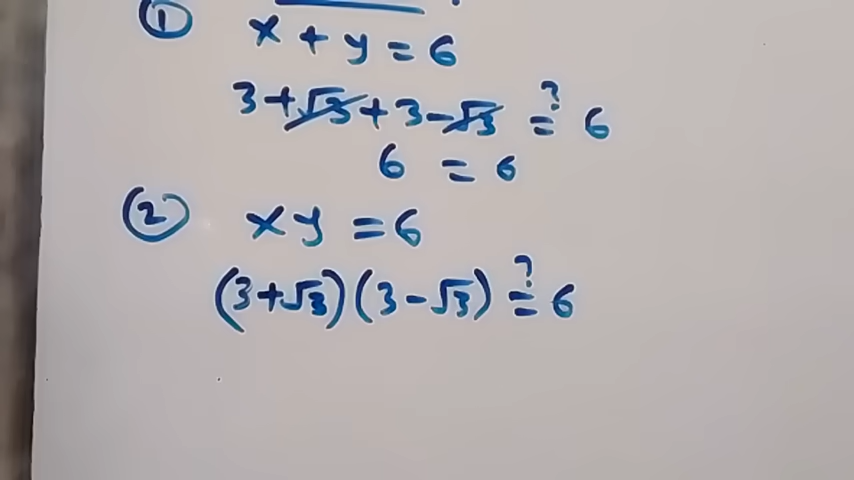 ① x + y = 6
3 + √3 + 3 - √3 ≟ 6
6 = 6
② xy = 6
(3 + √3)(3 - √3) ≟ 6